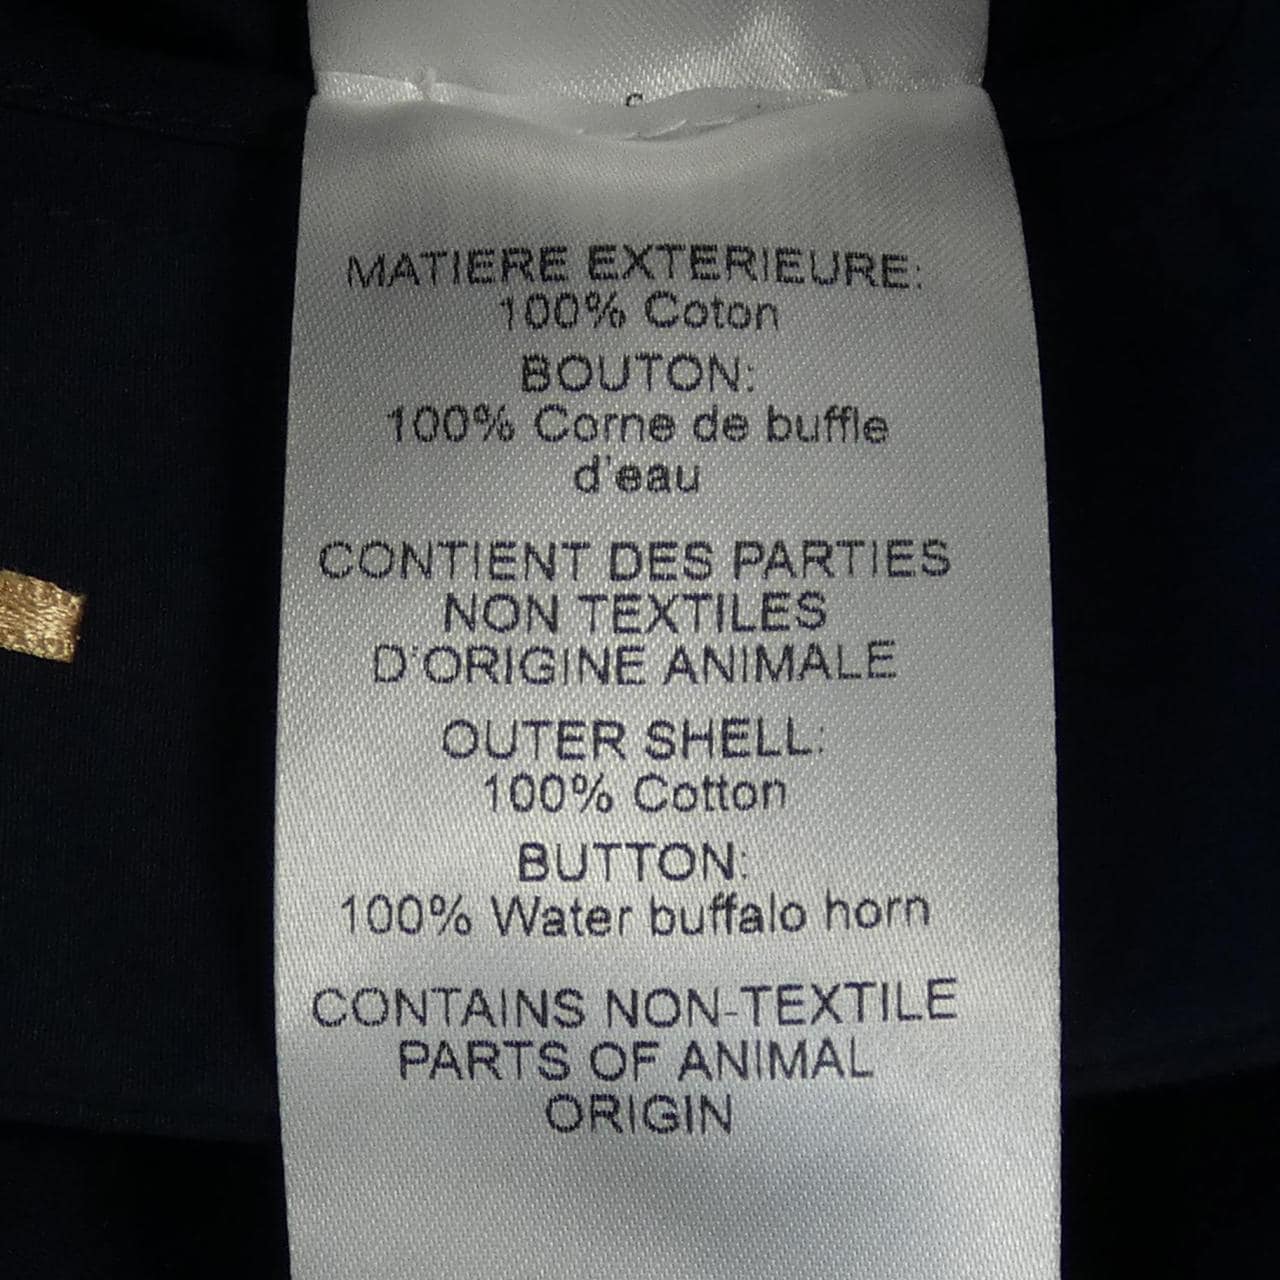 MATIERE EXTERIEURE:
100% Coton
BOUTON:
100% Corne de buffle
d'eau
CONTIENT DES PARTIES
NON TEXTILES
D'ORIGINE ANIMALE
OUTER SHELL:
100% Cotton
BUTTON:
100% Water buffalo horn
CONTAINS NON-TEXTILE
PARTS OF ANIMAL
ORIGIN